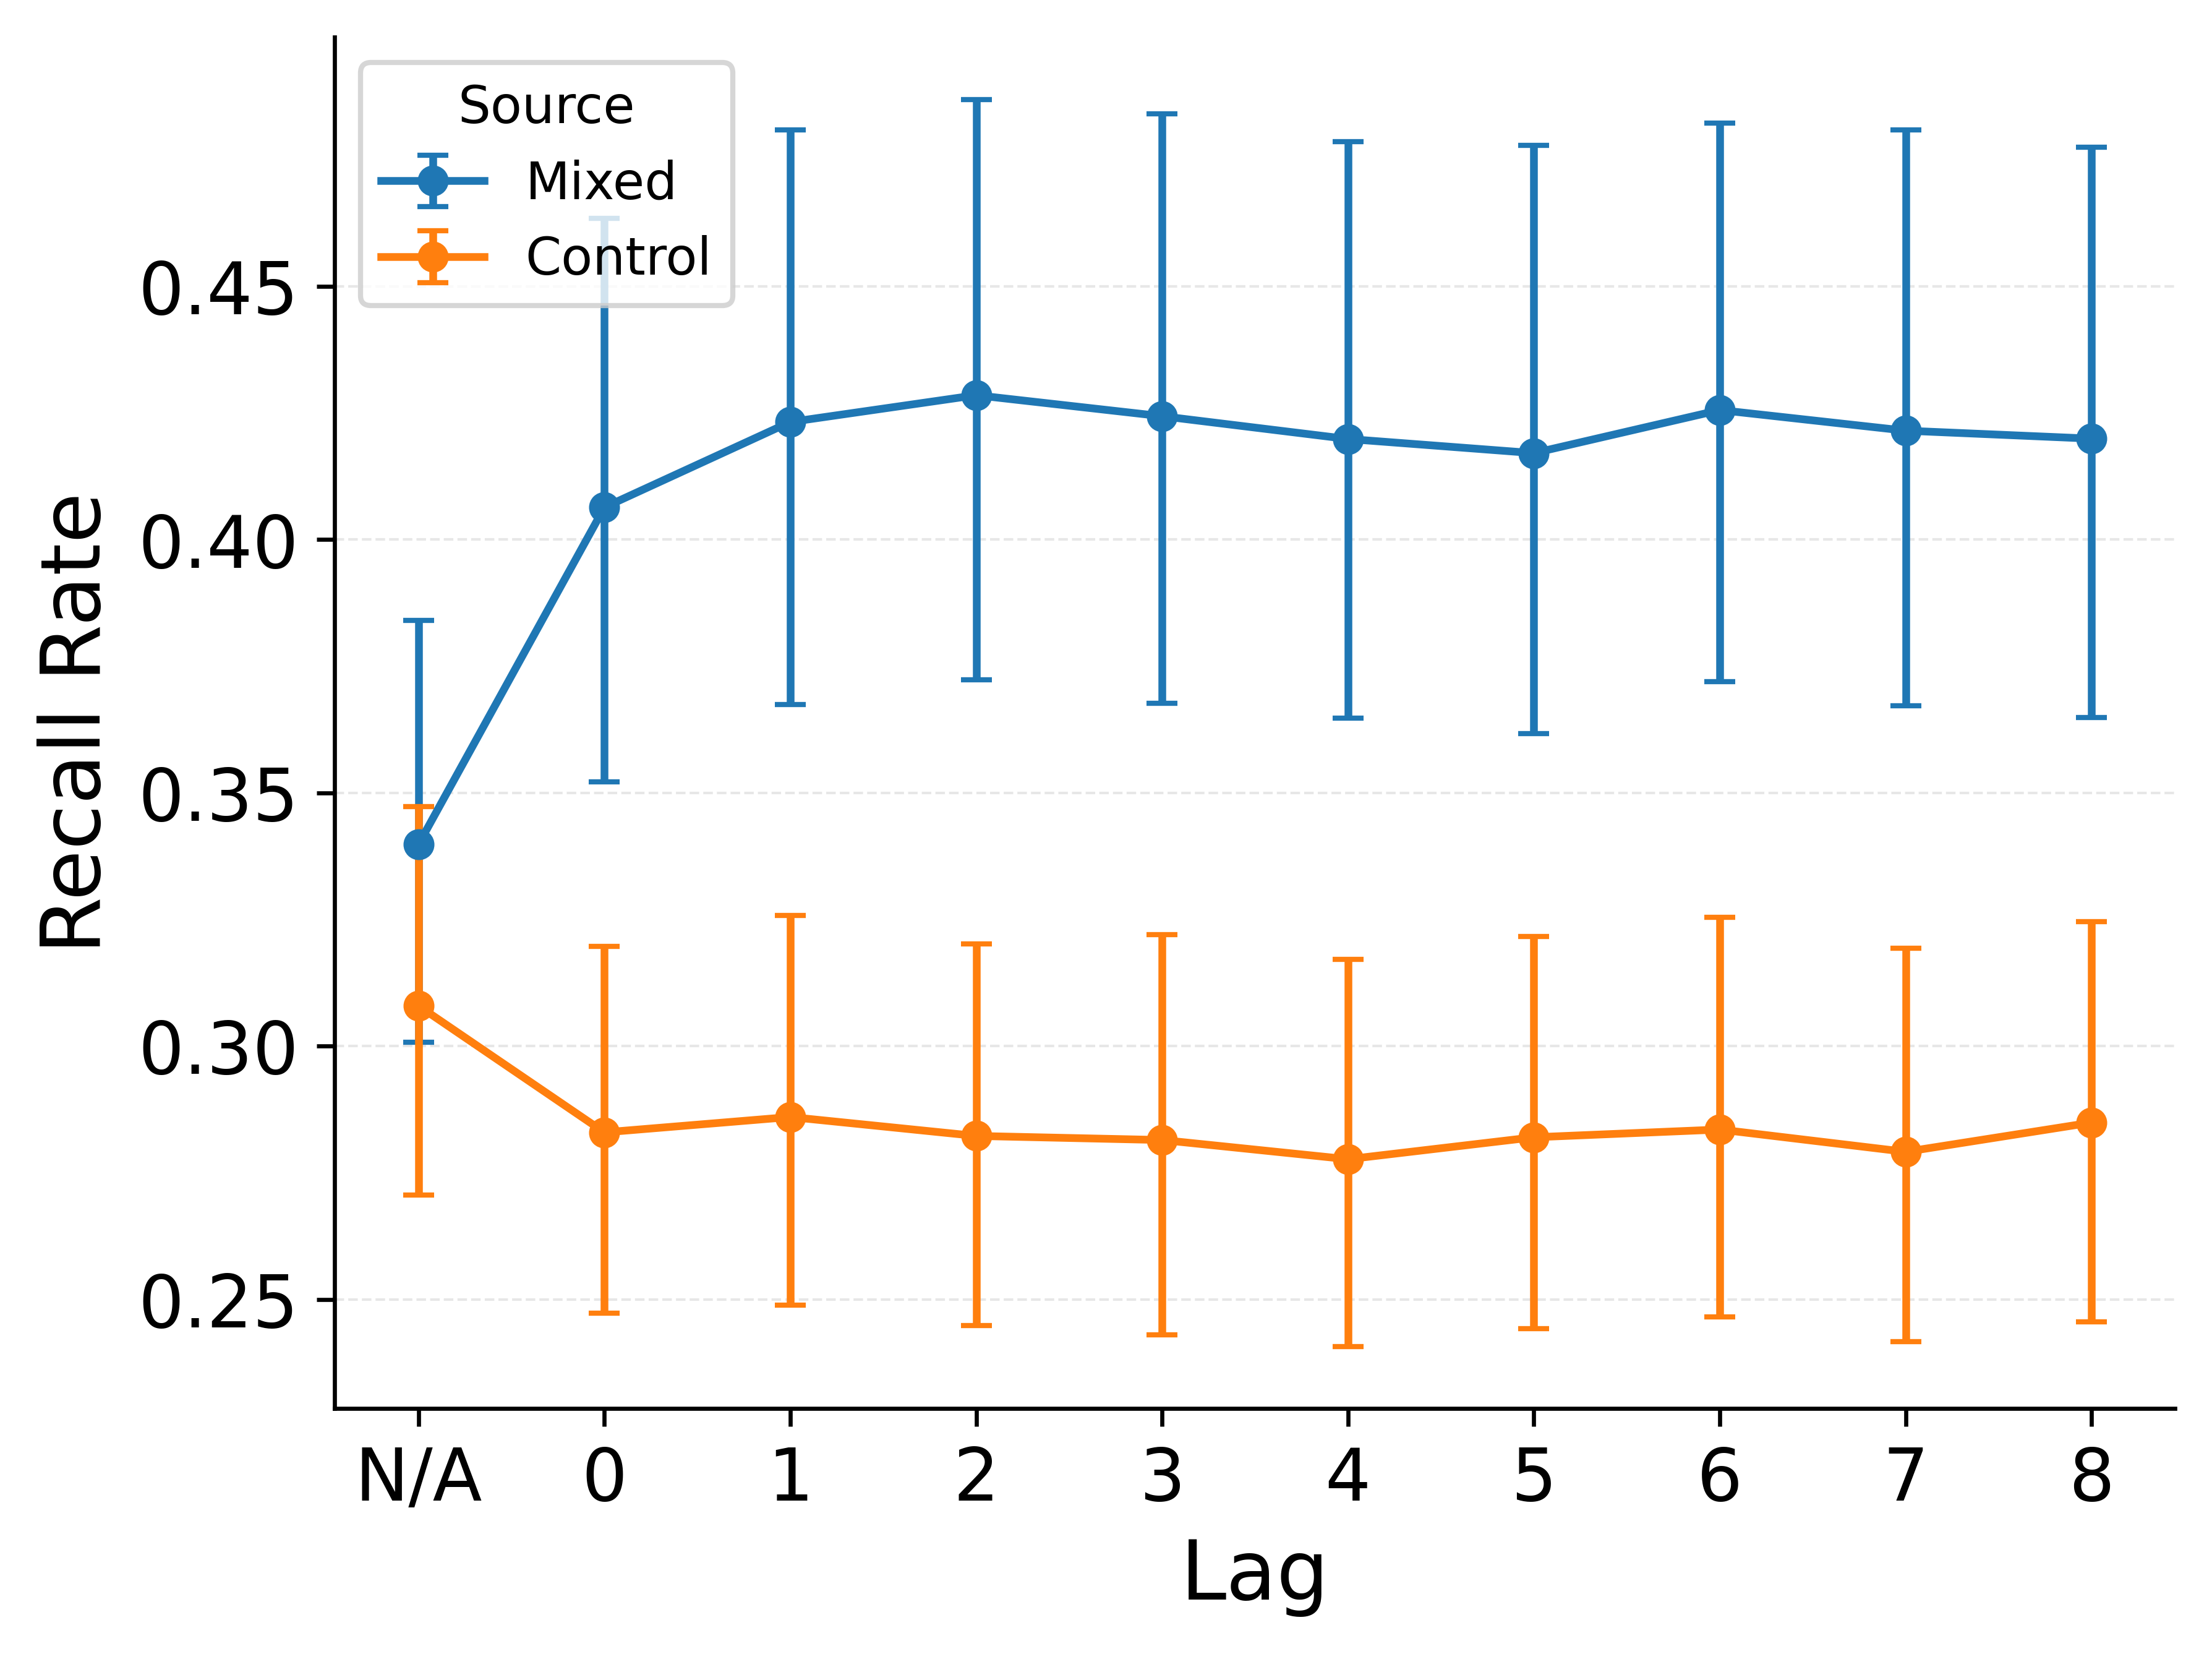 Source
Mixed
Control
Recall Rate
0.45
0.40
0.35
0.30
0.25
N/A 0 1 2 3 4 5 6 7 8
Lag